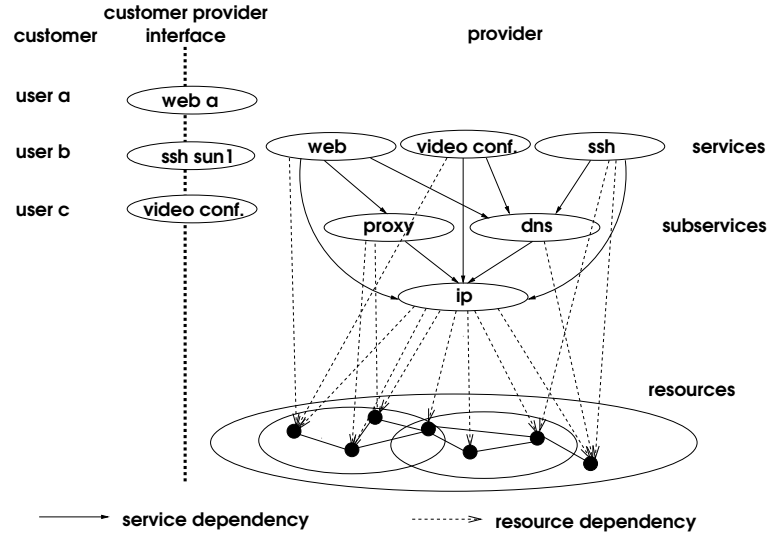 customer provider
customer interface provider
user a web a
user b ssh sun1 web video conf. ssh services
user c video conf. proxy dns subservices
ip
resources
service dependency resource dependency